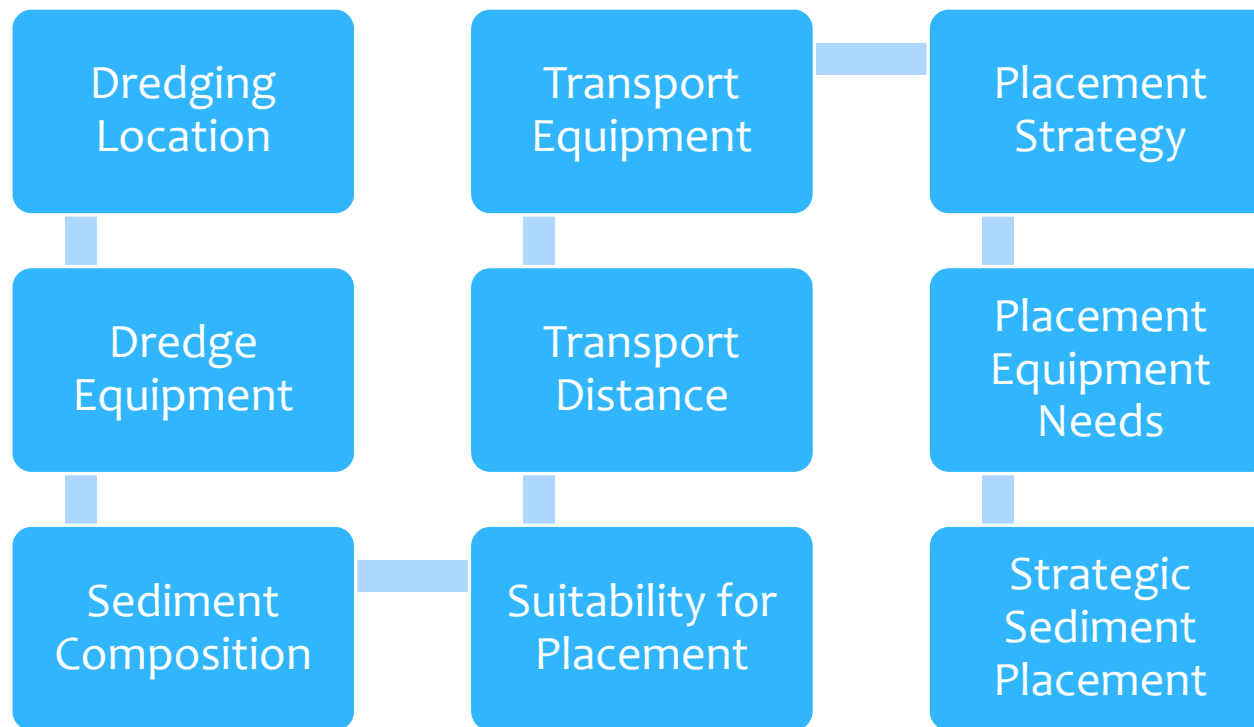 Dredging
Location
Dredge
Equipment
Sediment
Composition
Suitability for
Placement
Transport
Distance
Transport
Equipment
Placement
Strategy
Placement
Equipment
Needs
Strategic
Sediment
Placement